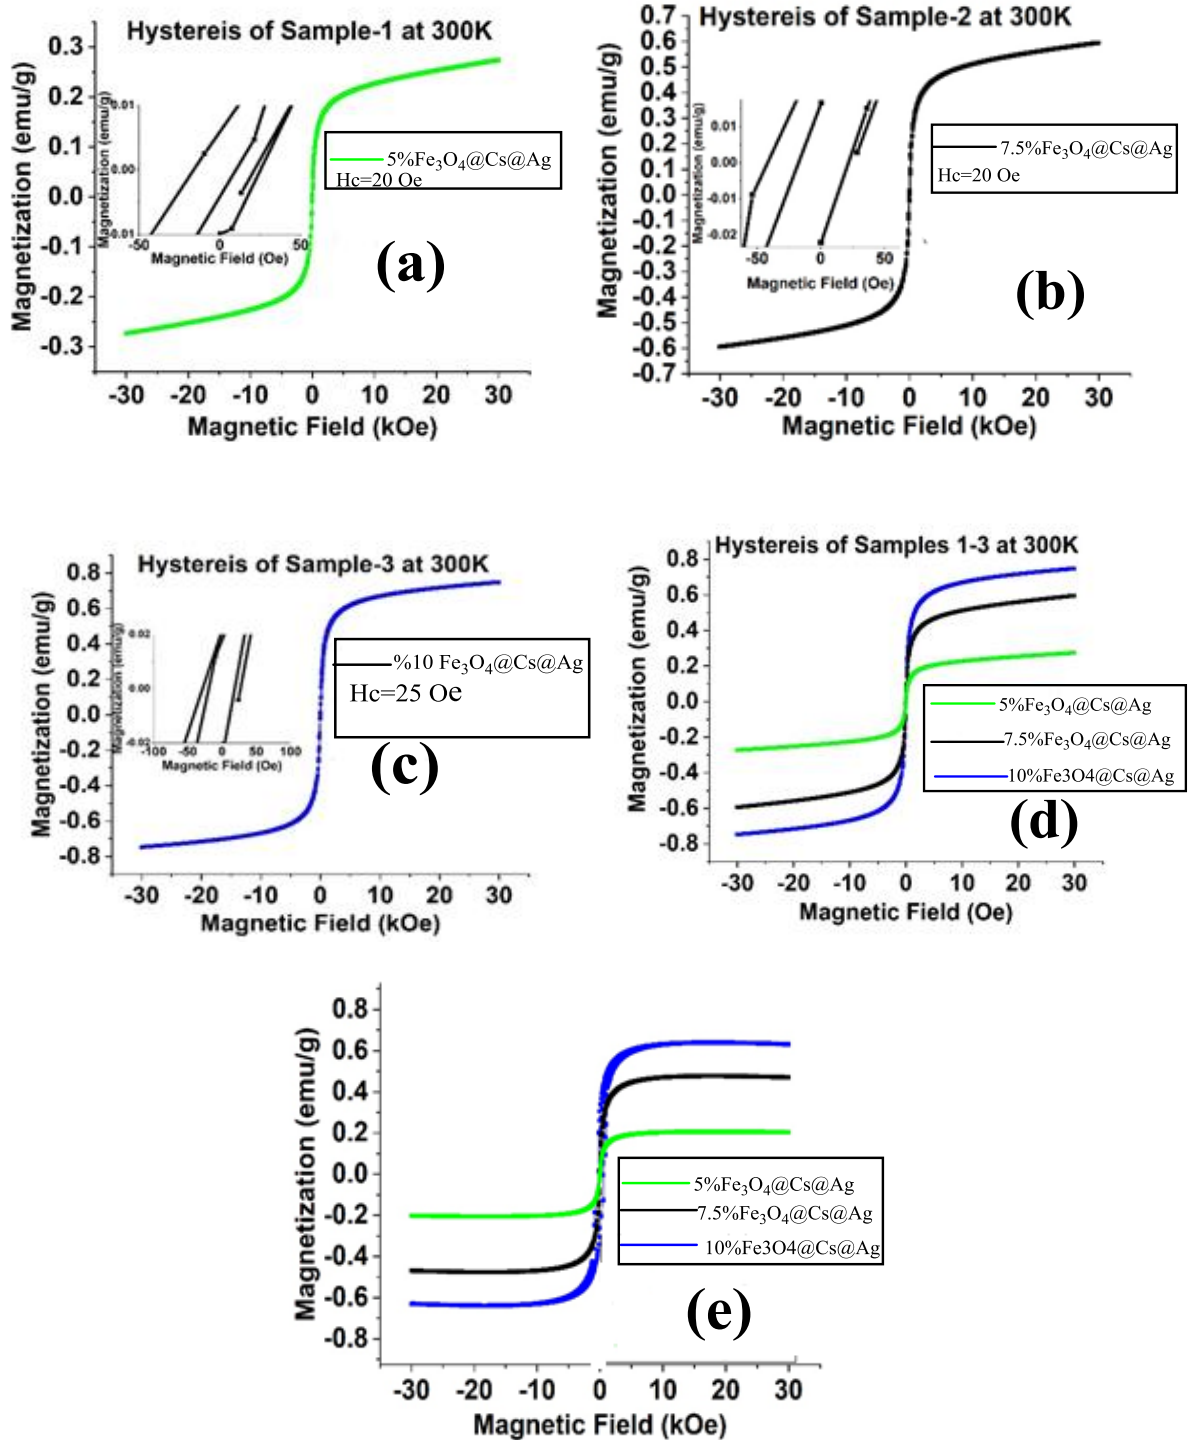 Hystereis of Sample-1 at 300K
Magnetization (emu/g)
0.3
0.2
0.1
0.0
-0.1
-0.2
-0.3
-30 -20 -10 0 10 20 30
Magnetic Field (kOe)
Magnetization (emu/g)
0.01
0.00
-0.01
-50 0 50
Magnetic Field (Oe)
5%Fe₃O₄@Cs@Ag
Hc=20 Oe
(a)
Hystereis of Sample-2 at 300K
Magnetization (emu/g)
0.7
0.6
0.5
0.4
0.3
0.2
0.1
0.0
-0.1
-0.2
-0.3
-0.4
-0.5
-0.6
-0.7
-30 -20 -10 0 10 20 30
Magnetic Field (kOe)
Magnetization (emu/g)
0.01
0.00
-0.01
-0.02
-50 0 50
Magnetic Field (Oe)
7.5%Fe₃O₄@Cs@Ag
Hc=20 Oe
(b)
Hystereis of Sample-3 at 300K
Magnetization (emu/g)
0.8
0.6
0.4
0.2
0.0
-0.2
-0.4
-0.6
-0.8
-30 -20 -10 0 10 20 30
Magnetic Field (kOe)
Magnetization (emu/g)
0.02
0.00
-0.02
-100 -50 0 50 100
Magnetic Field (Oe)
%10 Fe₃O₄@Cs@Ag
Hc=25 Oe
(c)
Hystereis of Samples 1-3 at 300K
Magnetization (emu/g)
0.8
0.6
0.4
0.2
0.0
-0.2
-0.4
-0.6
-0.8
-30 -20 -10 0 10 20 30
Magnetic Field (Oe)
5%Fe₃O₄@Cs@Ag
7.5%Fe₃O₄@Cs@Ag
10%Fe3O4@Cs@Ag
(d)
Magnetization (emu/g)
0.8
0.6
0.4
0.2
0.0
-0.2
-0.4
-0.6
-0.8
-30 -20 -10 0 10 20 30
Magnetic Field (kOe)
5%Fe₃O₄@Cs@Ag
7.5%Fe₃O₄@Cs@Ag
10%Fe3O4@Cs@Ag
(e)